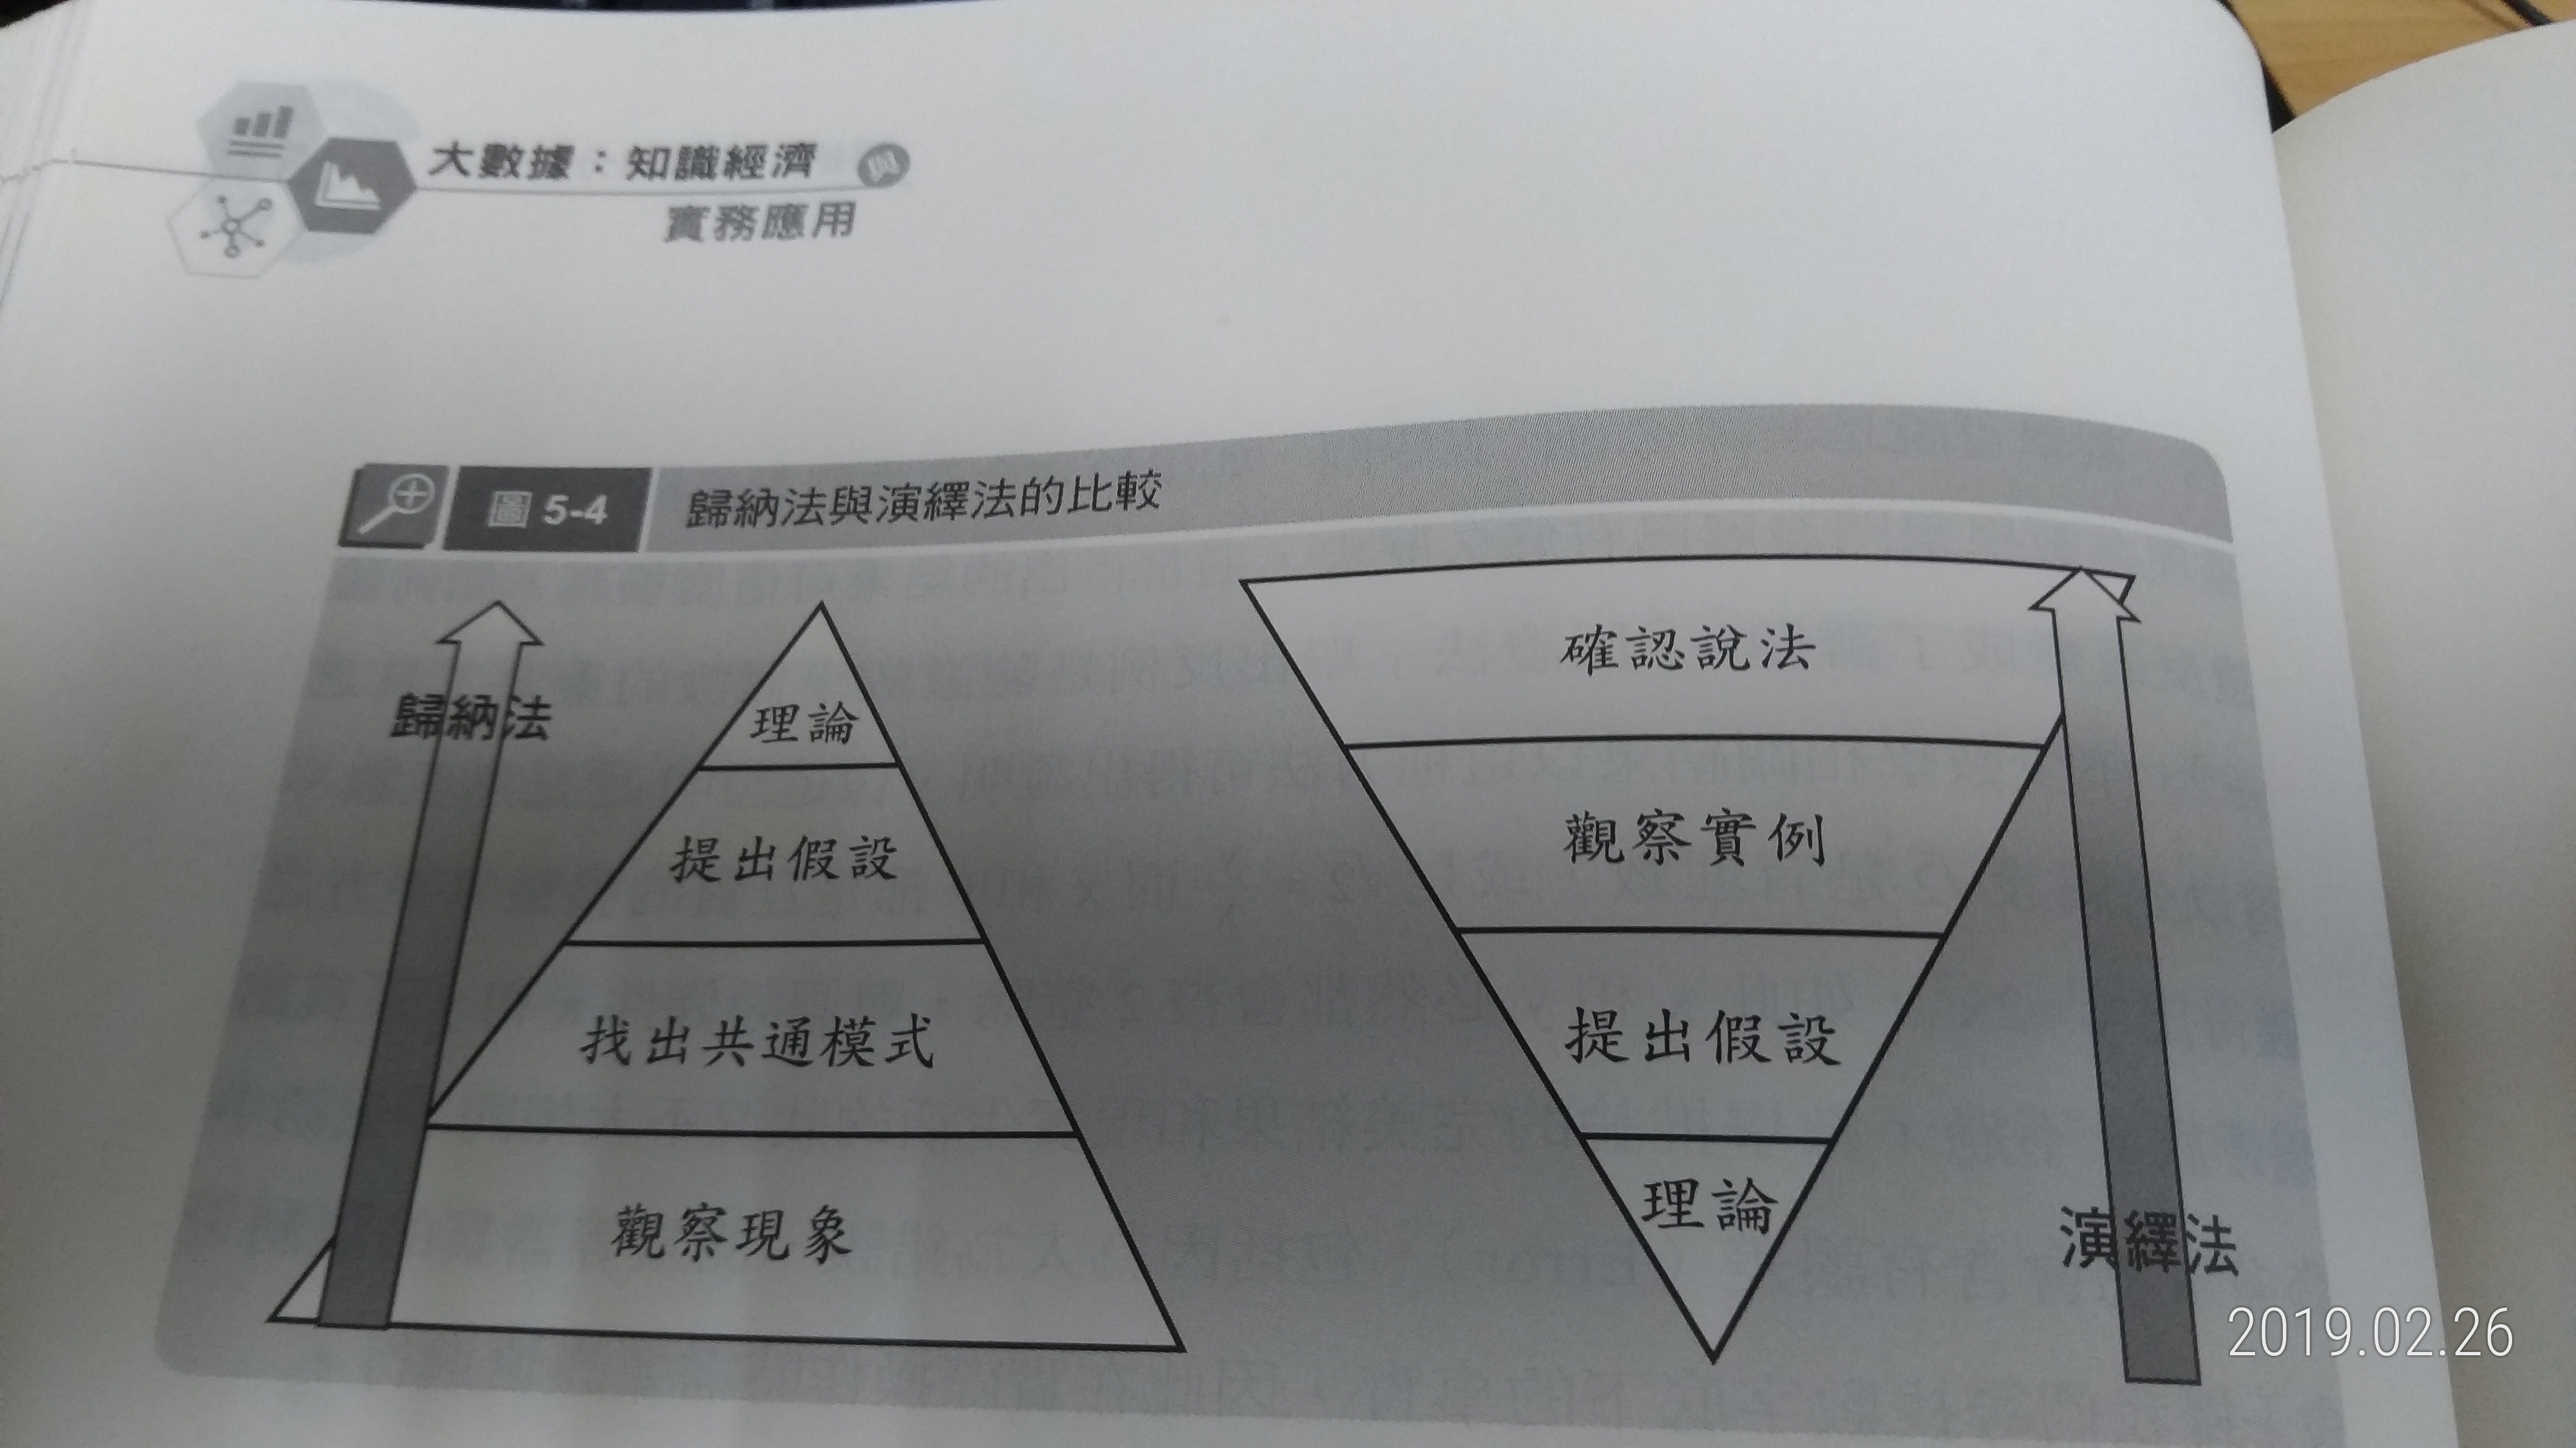 大數據：知識經濟 與
實務應用
圖 5-4 歸納法與演繹法的比較
歸納法
理論
提出假設
找出共通模式
觀察現象
確認說法
觀察實例
提出假設
理論
演繹法
2019.02.26